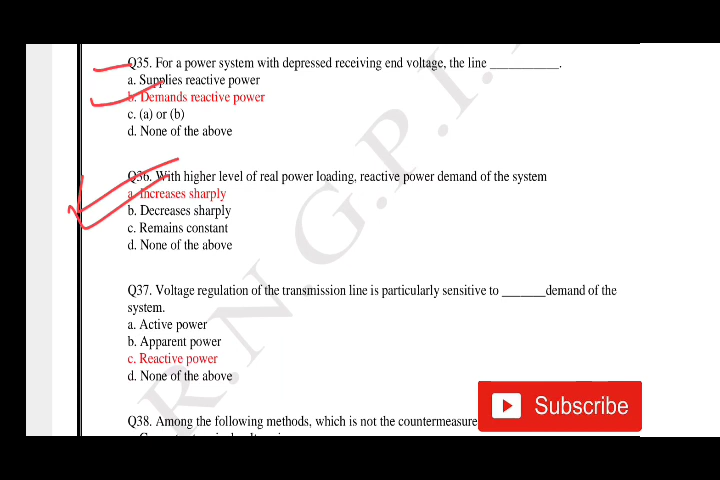 Q35. For a power system with depressed receiving end voltage, the line ___________.
a. Supplies reactive power
b. Demands reactive power
c. (a) or (b)
d. None of the above
Q36. With higher level of real power loading, reactive power demand of the system
a. Increases sharply
b. Decreases sharply
c. Remains constant
d. None of the above
Q37. Voltage regulation of the transmission line is particularly sensitive to _______demand of the
system.
a. Active power
b. Apparent power
c. Reactive power
d. None of the above
Q38. Among the following methods, which is not the countermeasure
Subscribe
R.N G.P.I.